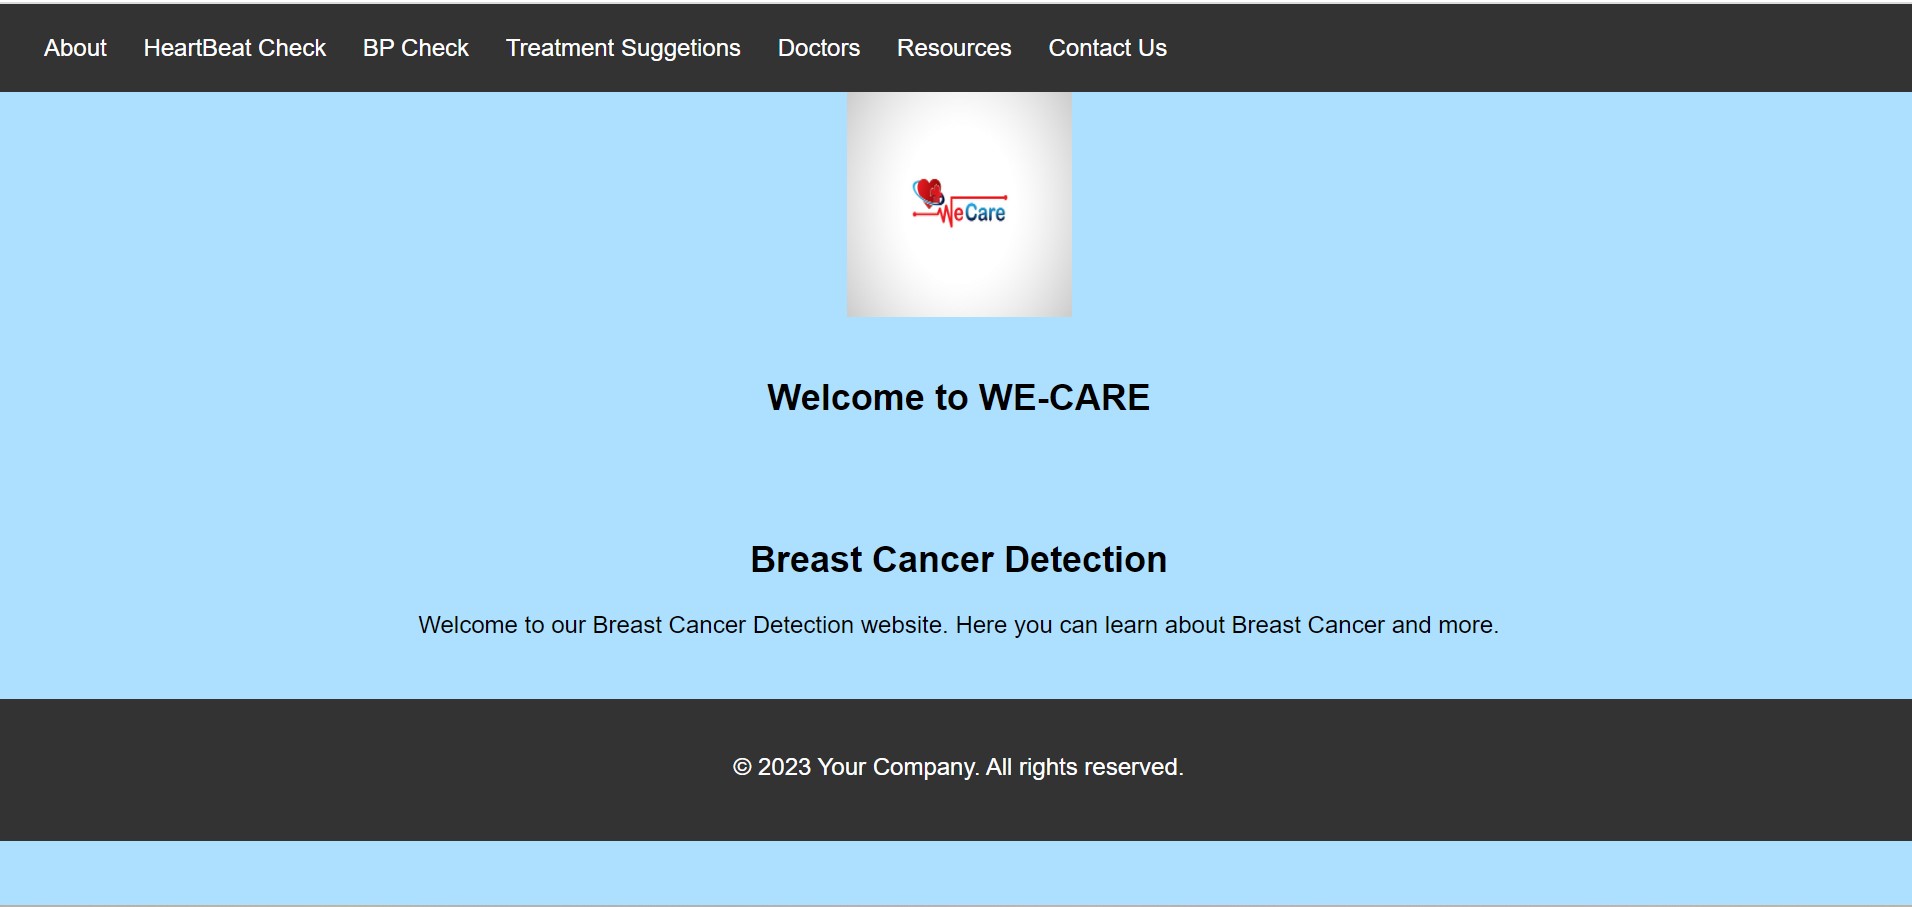 About HeartBeat Check BP Check Treatment Suggetions Doctors Resources Contact Us
WeCare
Welcome to WE-CARE
Breast Cancer Detection
Welcome to our Breast Cancer Detection website. Here you can learn about Breast Cancer and more.
© 2023 Your Company. All rights reserved.